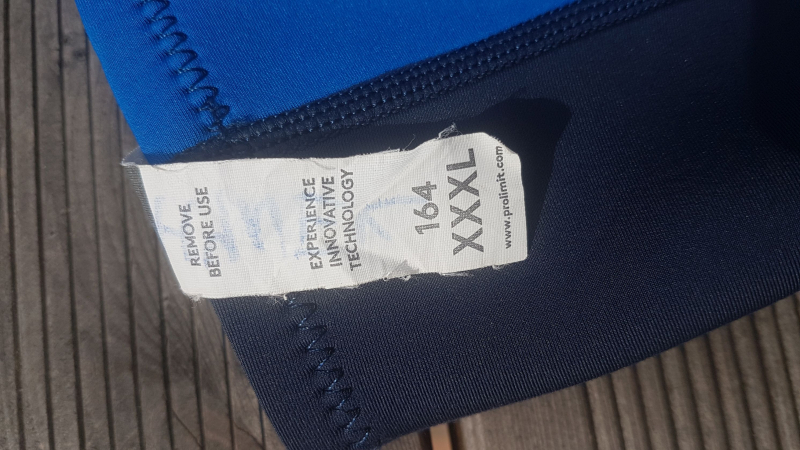 REMOVE
BEFORE USE
EXPERIENCE
INNOVATIVE
TECHNOLOGY
164
XXXL
www.prolimit.com